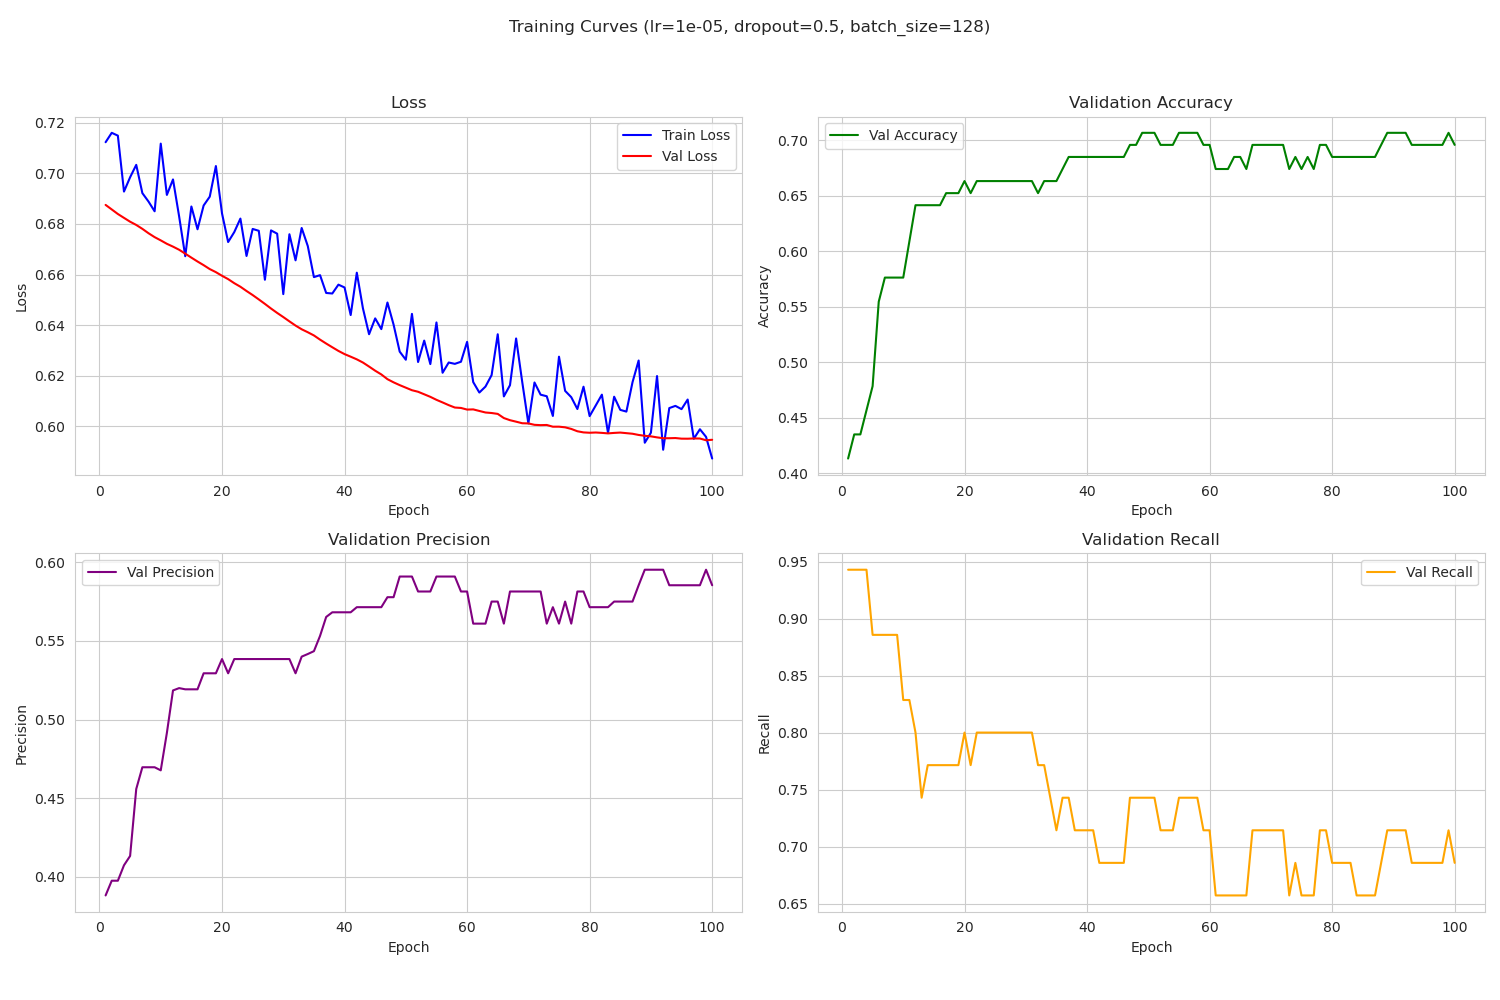 Training Curves (lr=1e-05, dropout=0.5, batch_size=128)
Loss
0.72
0.70
0.68
0.66
0.64
0.62
0.60
Loss
Train Loss
Val Loss
0 20 40 60 80 100
Epoch
Validation Accuracy
0.70
0.65
0.60
0.55
0.50
0.45
0.40
Accuracy
Val Accuracy
0 20 40 60 80 100
Epoch
Validation Precision
0.60
0.55
0.50
0.45
0.40
Precision
Val Precision
0 20 40 60 80 100
Epoch
Validation Recall
0.95
0.90
0.85
0.80
0.75
0.70
0.65
Recall
Val Recall
0 20 40 60 80 100
Epoch